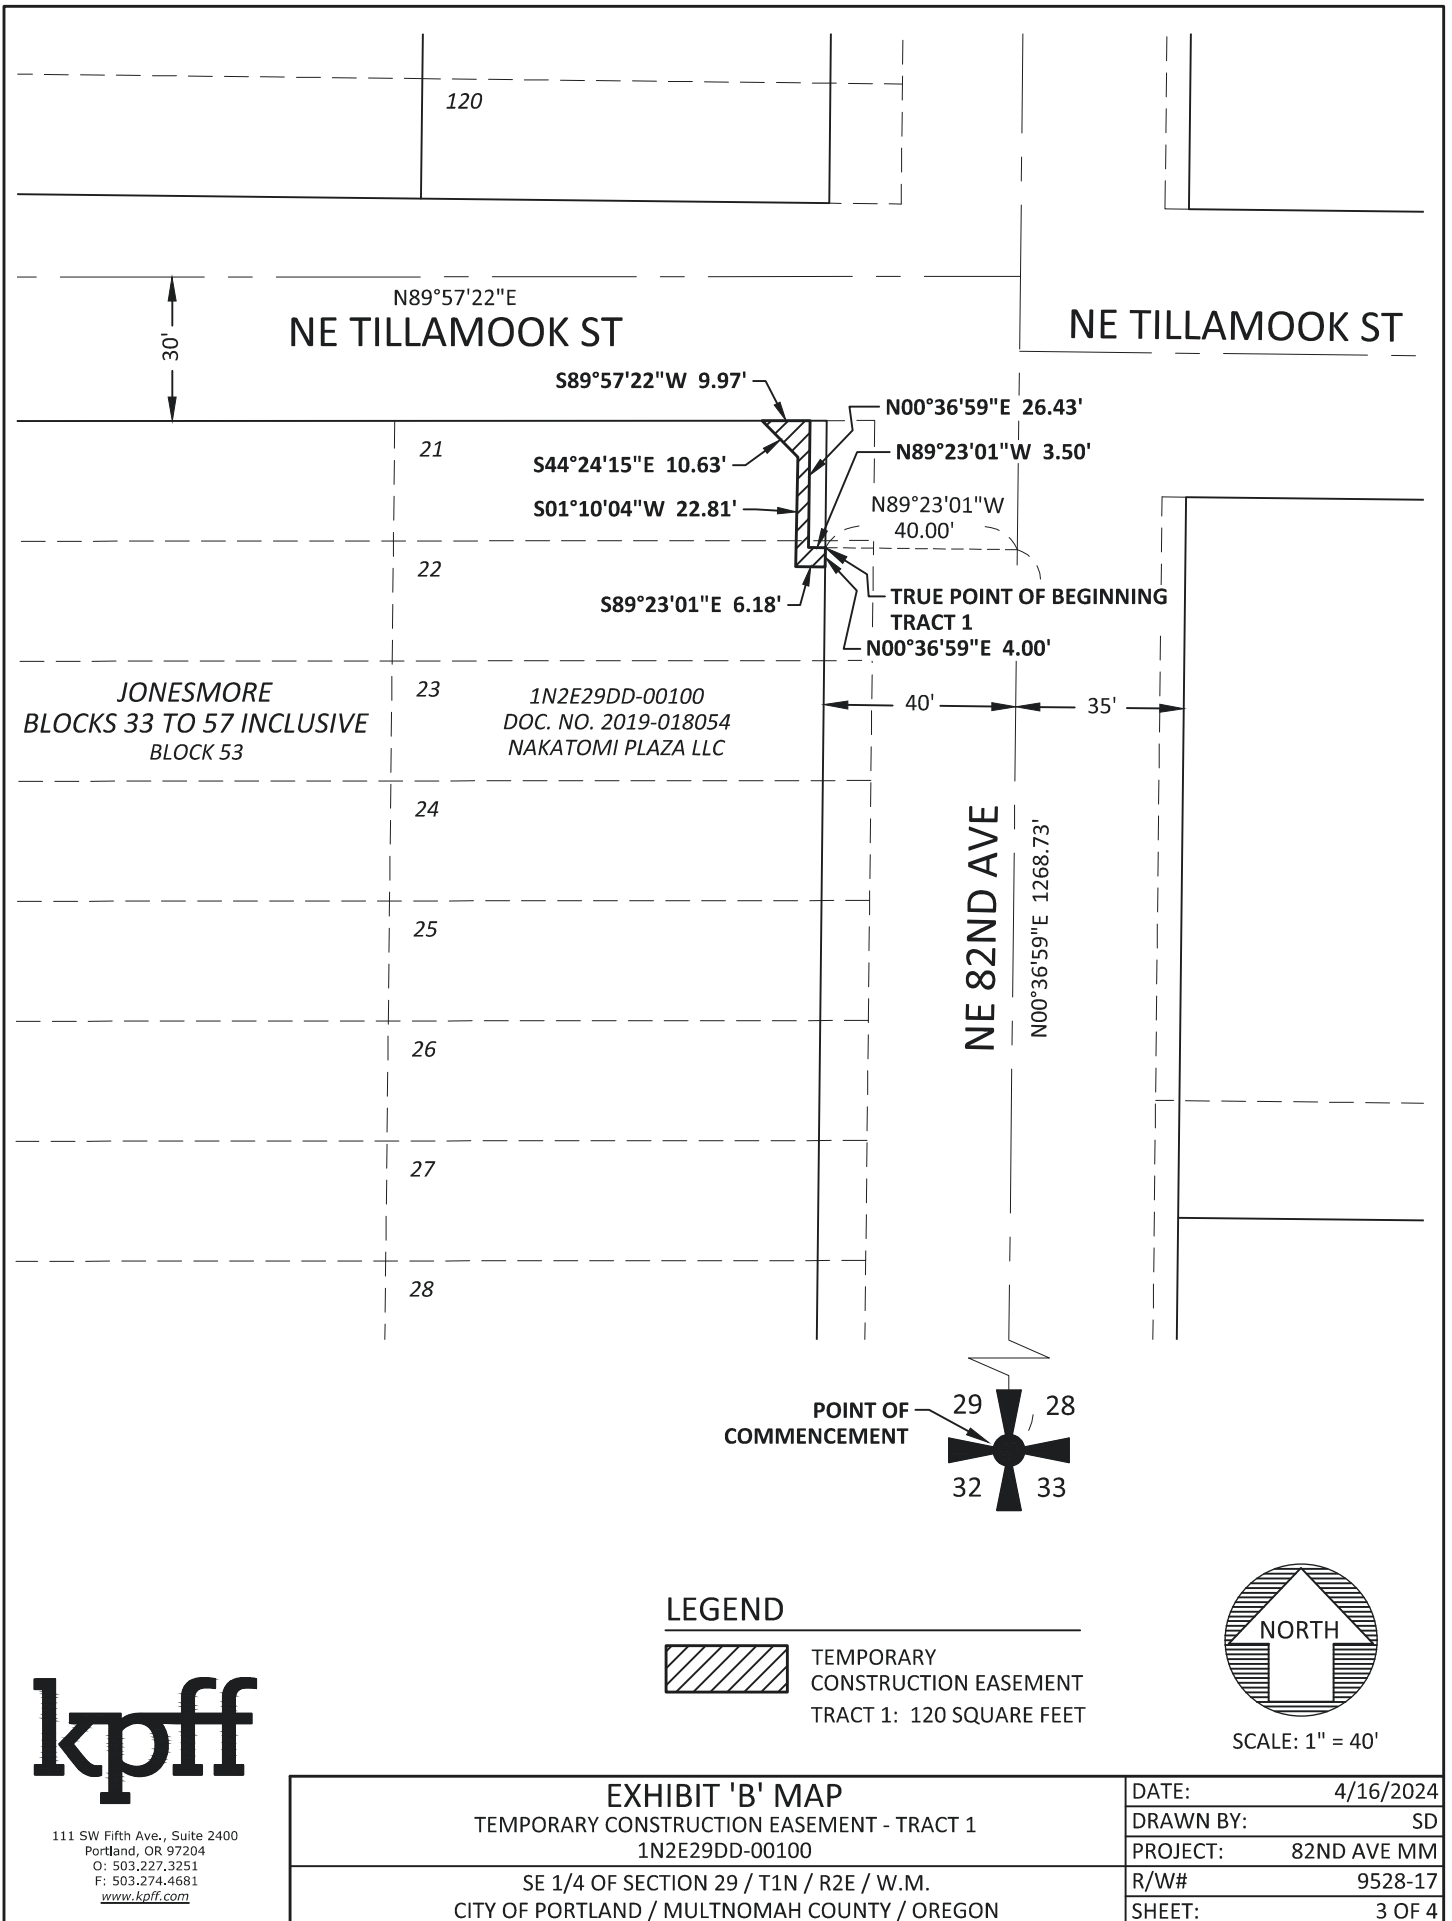 120
N89°57'22"E
NE TILLAMOOK ST
NE TILLAMOOK ST
30'
S89°57'22"W 9.97'
N00°36'59"E 26.43'
N89°23'01"W 3.50'
S44°24'15"E 10.63'
S01°10'04"W 22.81'
N89°23'01"W
40.00'
S89°23'01"E 6.18'
TRUE POINT OF BEGINNING
TRACT 1
N00°36'59"E 4.00'
21
22
23
24
25
26
27
28
JONESMORE
BLOCKS 33 TO 57 INCLUSIVE
BLOCK 53
1N2E29DD-00100
DOC. NO. 2019-018054
NAKATOMI PLAZA LLC
40'
35'
NE 82ND AVE
N00°36'59"E 1268.73'
POINT OF
COMMENCEMENT
29
28
32
33
LEGEND
TEMPORARY
CONSTRUCTION EASEMENT
TRACT 1: 120 SQUARE FEET
NORTH
SCALE: 1" = 40'
kpff
111 SW Fifth Ave., Suite 2400
Portland, OR 97204
O: 503.227.3251
F: 503.274.4681
www.kpff.com
EXHIBIT 'B' MAP
TEMPORARY CONSTRUCTION EASEMENT - TRACT 1
1N2E29DD-00100
SE 1/4 OF SECTION 29 / T1N / R2E / W.M.
CITY OF PORTLAND / MULTNOMAH COUNTY / OREGON
DATE: 4/16/2024
DRAWN BY: SD
PROJECT: 82ND AVE MM
R/W# 9528-17
SHEET: 3 OF 4